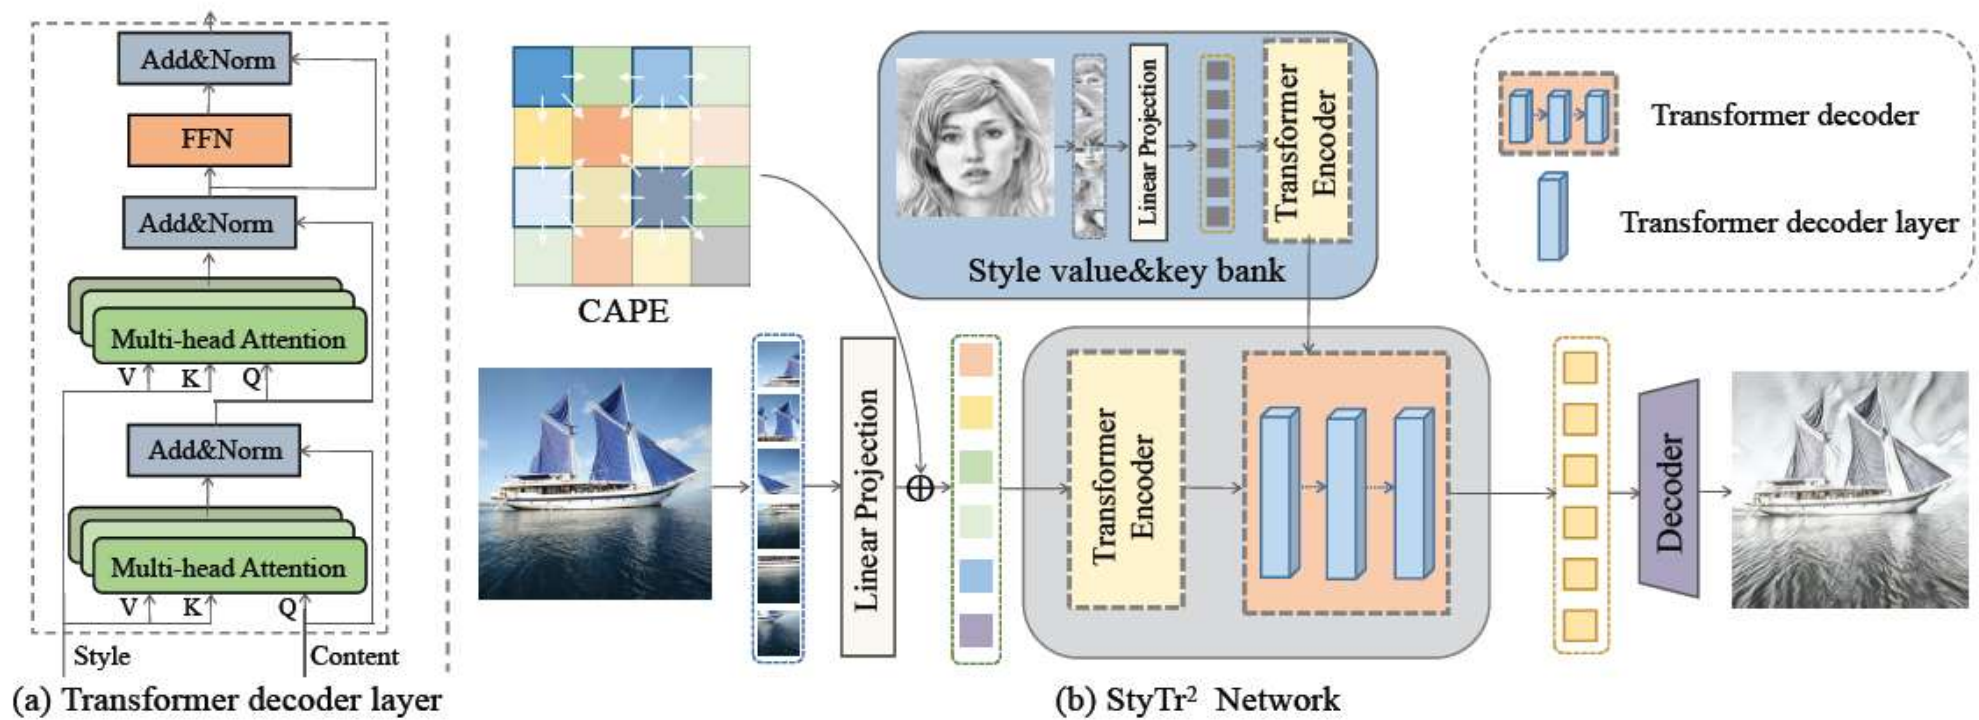 Add&Norm
FFN
Add&Norm
Multi-head Attention
V K Q
Add&Norm
Multi-head Attention
V K Q
Style Content
(a) Transformer decoder layer
CAPE
Linear Projection
Transformer
Encoder
Style value&key bank
Linear Projection
Transformer
Encoder
Decoder
Transformer decoder
Transformer decoder layer
(b) StyTr² Network